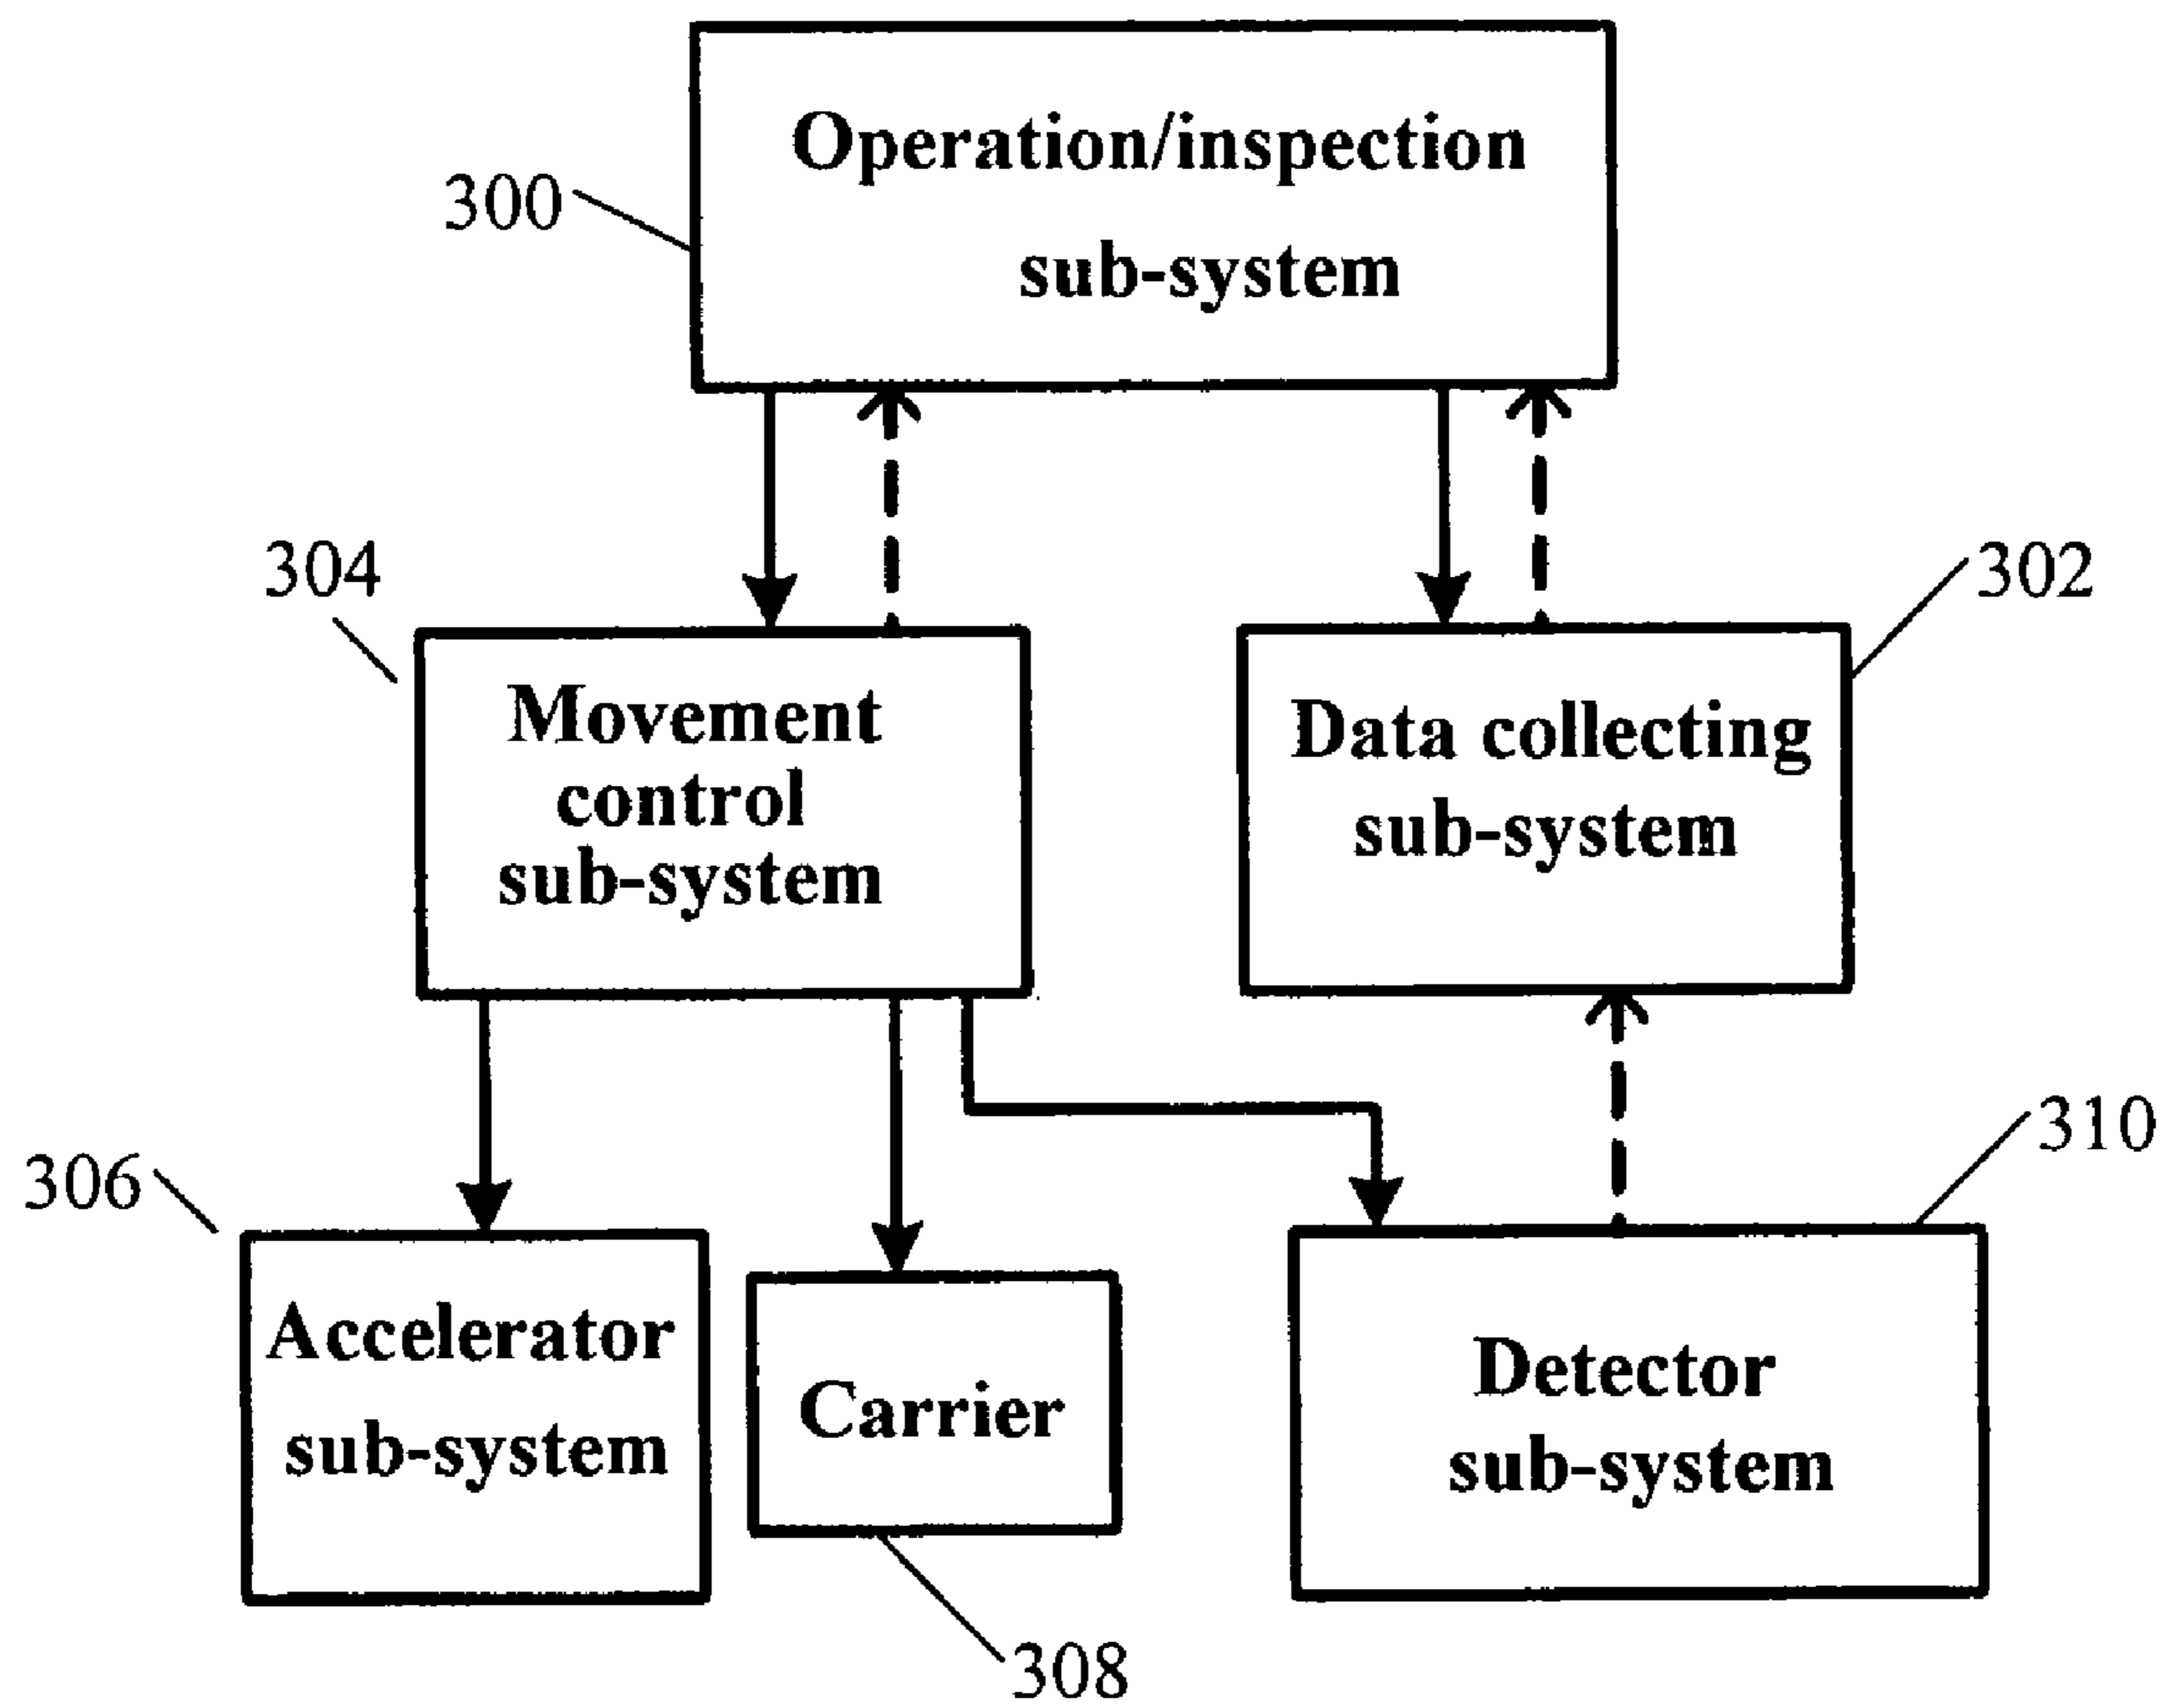 Operation/inspection
sub-system
300
304
302
Movement
control
sub-system
Data collecting
sub-system
306
310
Accelerator
sub-system
Carrier
Detector
sub-system
308